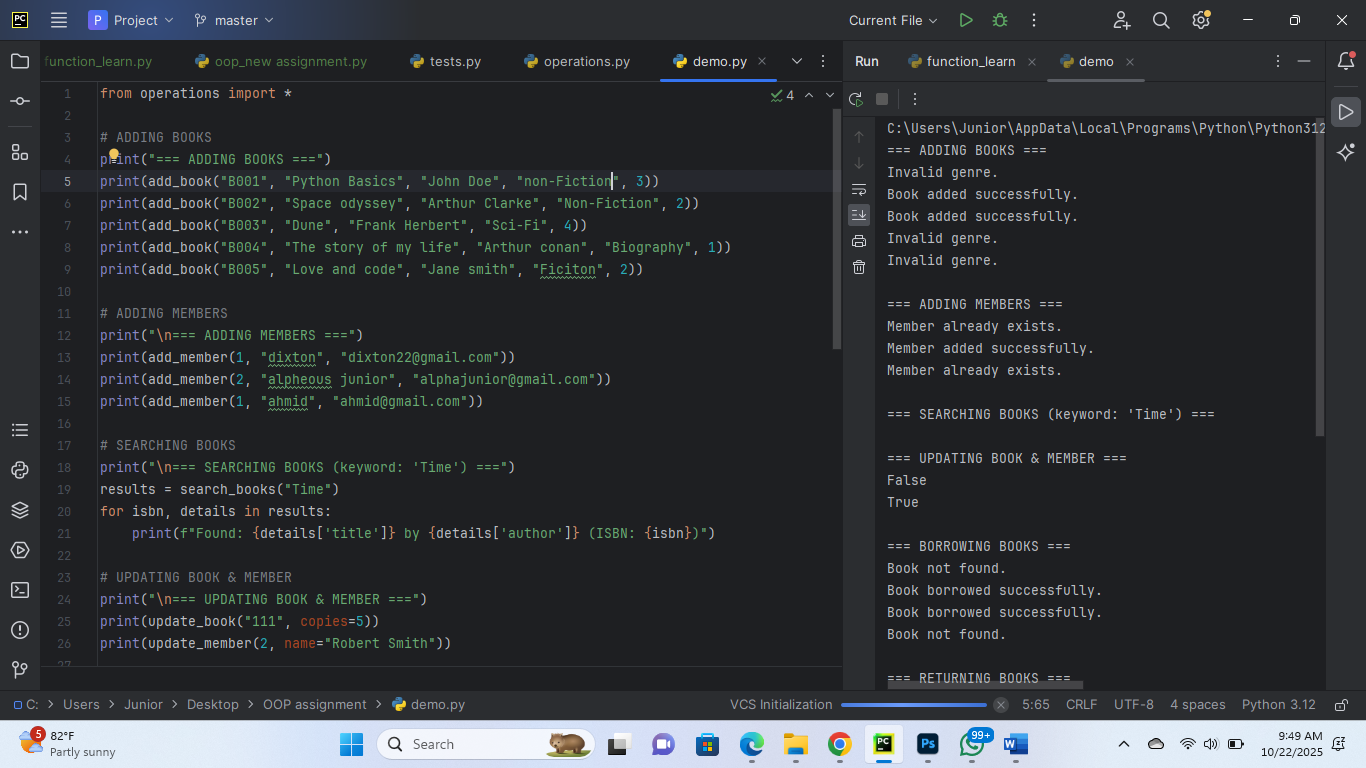 PC
P Project master Current File
function_learn.py oop_new assignment.py tests.py operations.py demo.py
Run function_learn demo
4
1 from operations import *
2
3 # ADDING BOOKS
4 print("=== ADDING BOOKS ===")
5 print(add_book("B001", "Python Basics", "John Doe", "non-Fiction", 3))
6 print(add_book("B002", "Space odyssey", "Arthur Clarke", "Non-Fiction", 2))
7 print(add_book("B003", "Dune", "Frank Herbert", "Sci-Fi", 4))
8 print(add_book("B004", "The story of my life", "Arthur conan", "Biography", 1))
9 print(add_book("B005", "Love and code", "Jane smith", "Ficiton", 2))
10
11 # ADDING MEMBERS
12 print("\n=== ADDING MEMBERS ===")
13 print(add_member(1, "dixton", "dixton22@gmail.com"))
14 print(add_member(2, "alpheous junior", "alphajunior@gmail.com"))
15 print(add_member(1, "ahmid", "ahmid@gmail.com"))
16
17 # SEARCHING BOOKS
18 print("\n=== SEARCHING BOOKS (keyword: 'Time') ===")
19 results = search_books("Time")
20 for isbn, details in results:
21 print(f"Found: {details['title']} by {details['author']} (ISBN: {isbn})")
22
23 # UPDATING BOOK & MEMBER
24 print("\n=== UPDATING BOOK & MEMBER ===")
25 print(update_book("111", copies=5))
26 print(update_member(2, name="Robert Smith"))
27
C:\Users\Junior\AppData\Local\Programs\Python\Python312
=== ADDING BOOKS ===
Invalid genre.
Book added successfully.
Book added successfully.
Invalid genre.
Invalid genre.
=== ADDING MEMBERS ===
Member already exists.
Member added successfully.
Member already exists.
=== SEARCHING BOOKS (keyword: 'Time') ===
=== UPDATING BOOK & MEMBER ===
False
True
=== BORROWING BOOKS ===
Book not found.
Book borrowed successfully.
Book borrowed successfully.
Book not found.
=== RETURNING BOOKS ===
C: > Users > Junior > Desktop > OOP assignment > demo.py VCS Initialization 5:65 CRLF UTF-8 4 spaces Python 3.12
5 82°F
Partly sunny
Search
PC
Ps
99+
W
9:49 AM
10/22/2025